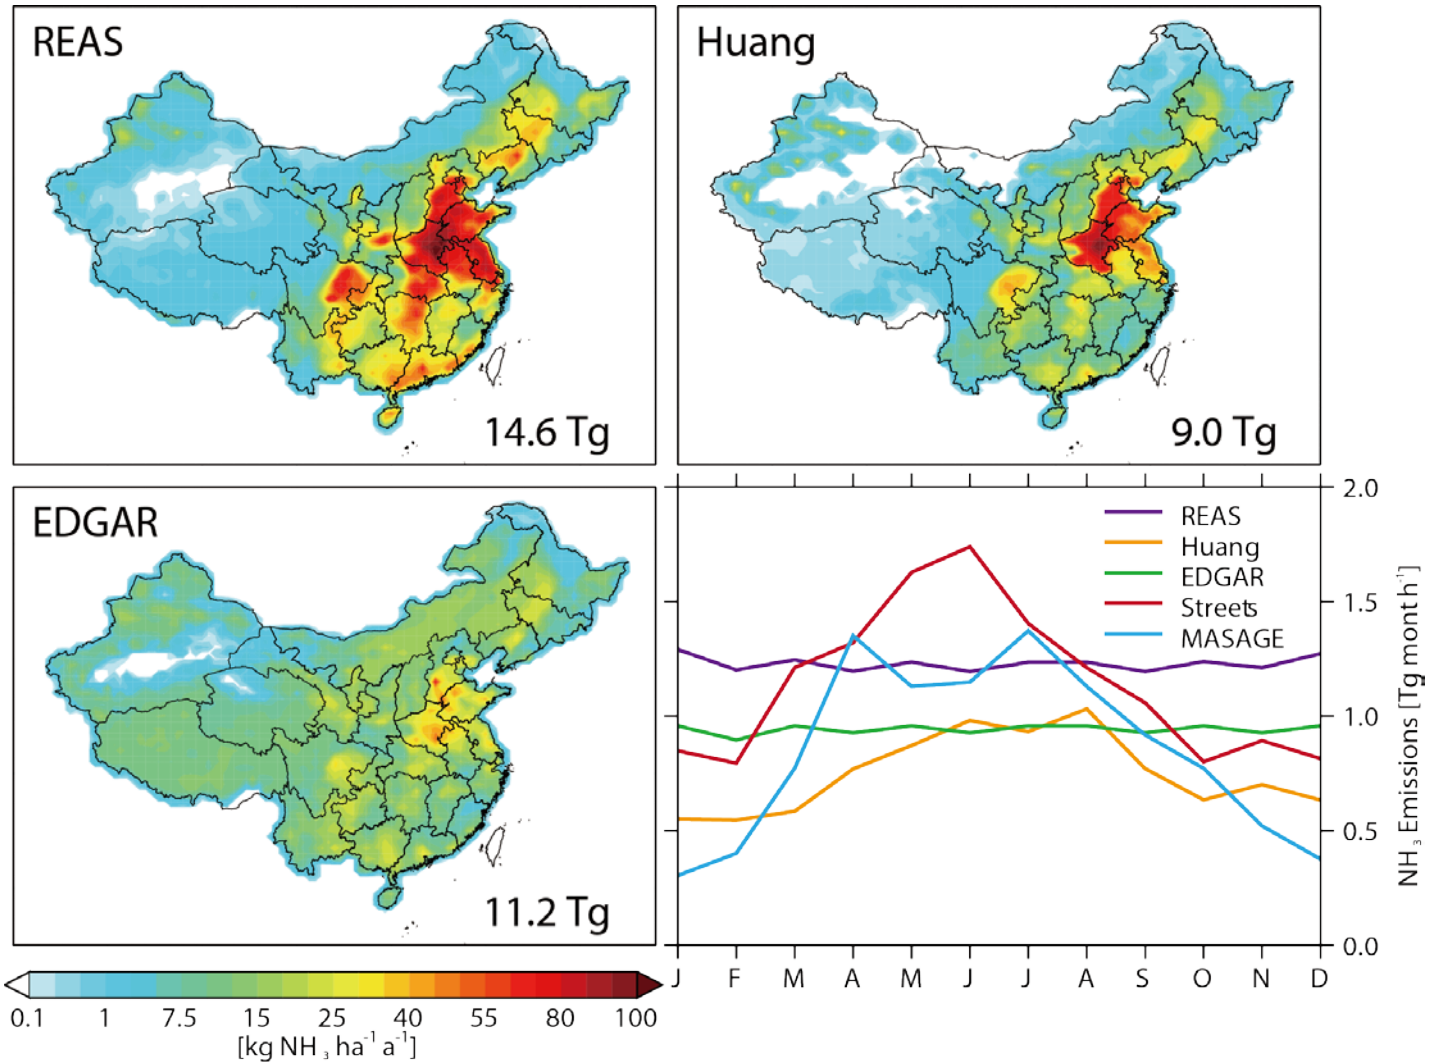 REAS
14.6 Tg
Huang
9.0 Tg
EDGAR
11.2 Tg
0.1 1 7.5 15 25 40 55 80 100
[kg NH₃ ha⁻¹ a⁻¹]
REAS
Huang
EDGAR
Streets
MASAGE
2.0
1.5
1.0
0.5
0.0
NH₃ Emissions [Tg month⁻¹]
J F M A M J J A S O N D